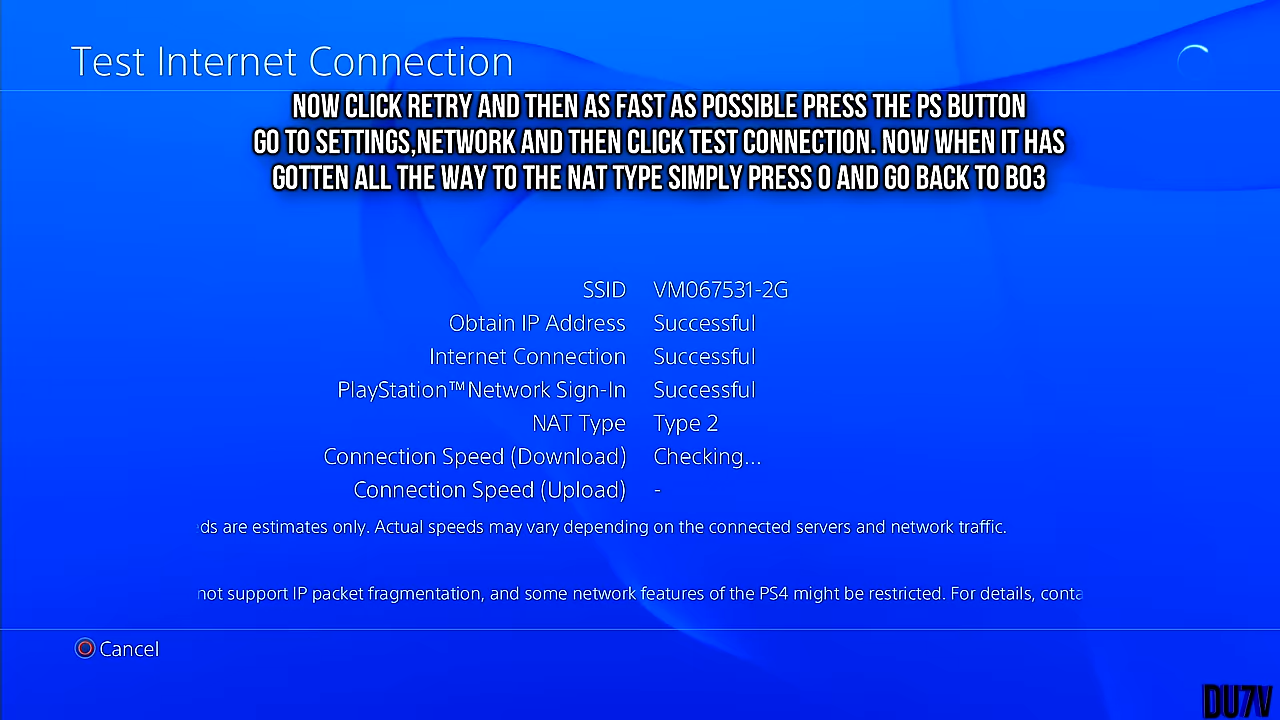 Test Internet Connection
NOW CLICK RETRY AND THEN AS FAST AS POSSIBLE PRESS THE PS BUTTON
GO TO SETTINGS,NETWORK AND THEN CLICK TEST CONNECTION. NOW WHEN IT HAS
GOTTEN ALL THE WAY TO THE NAT TYPE SIMPLY PRESS O AND GO BACK TO BO3
SSID VM067531-2G
Obtain IP Address Successful
Internet Connection Successful
PlayStation™Network Sign-In Successful
NAT Type Type 2
Connection Speed (Download) Checking...
Connection Speed (Upload) -
ds are estimates only. Actual speeds may vary depending on the connected servers and network traffic.
not support IP packet fragmentation, and some network features of the PS4 might be restricted. For details, conta
Cancel
DU7V